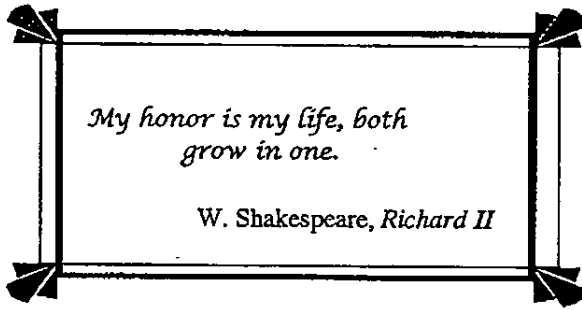 My honor is my life, both
grow in one.
W. Shakespeare, Richard II